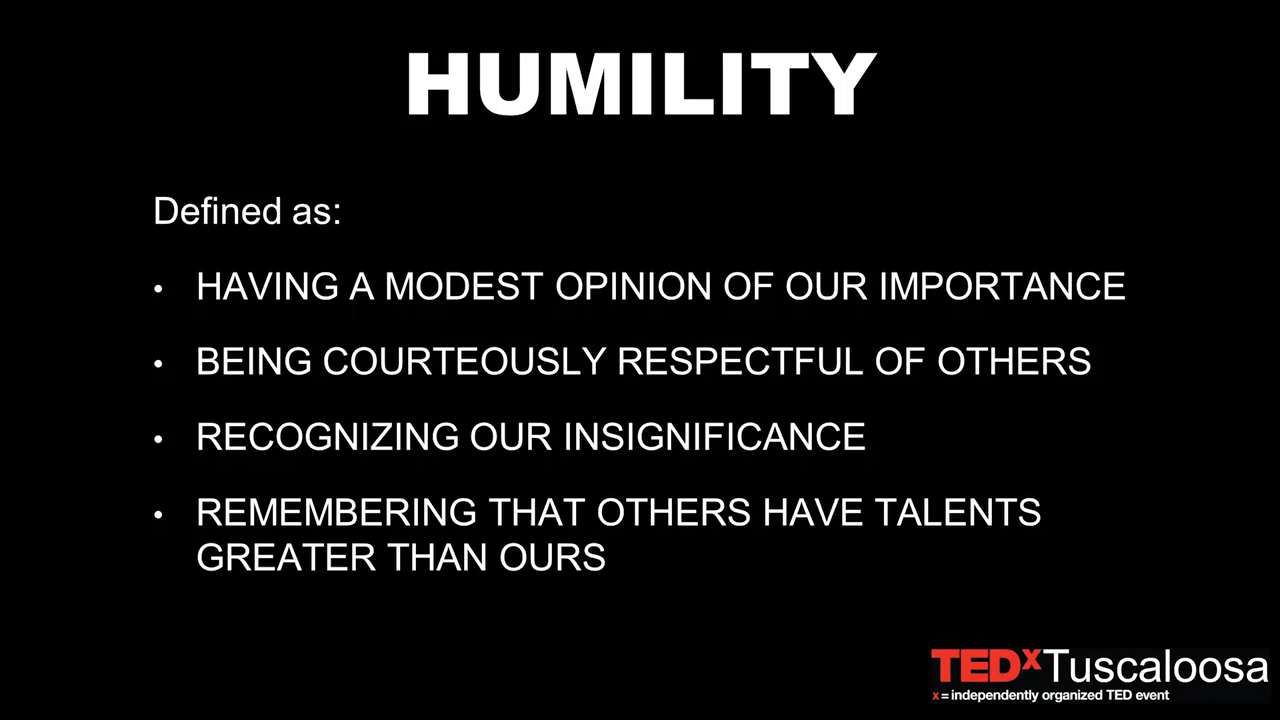 HUMILITY
Defined as:
• HAVING A MODEST OPINION OF OUR IMPORTANCE
• BEING COURTEOUSLY RESPECTFUL OF OTHERS
• RECOGNIZING OUR INSIGNIFICANCE
• REMEMBERING THAT OTHERS HAVE TALENTS
GREATER THAN OURS
TEDxTuscaloosa
x = independently organized TED event